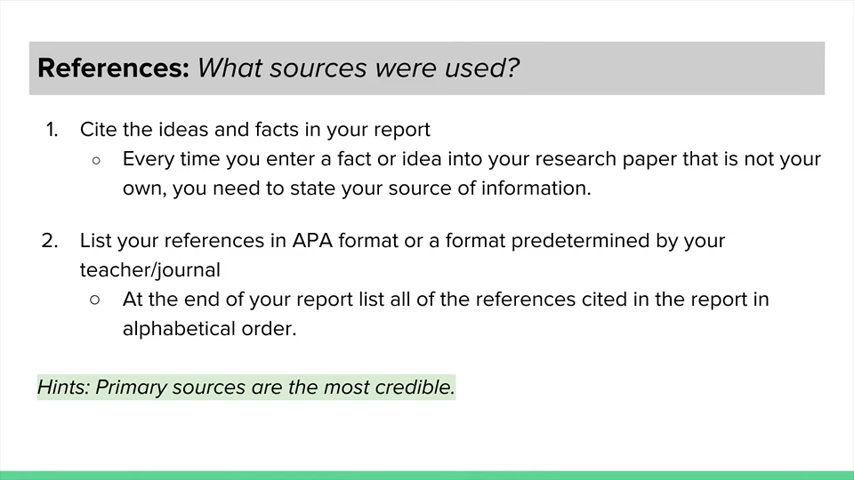 References: What sources were used?
1. Cite the ideas and facts in your report
○ Every time you enter a fact or idea into your research paper that is not your
own, you need to state your source of information.
2. List your references in APA format or a format predetermined by your
teacher/journal
○ At the end of your report list all of the references cited in the report in
alphabetical order.
Hints: Primary sources are the most credible.